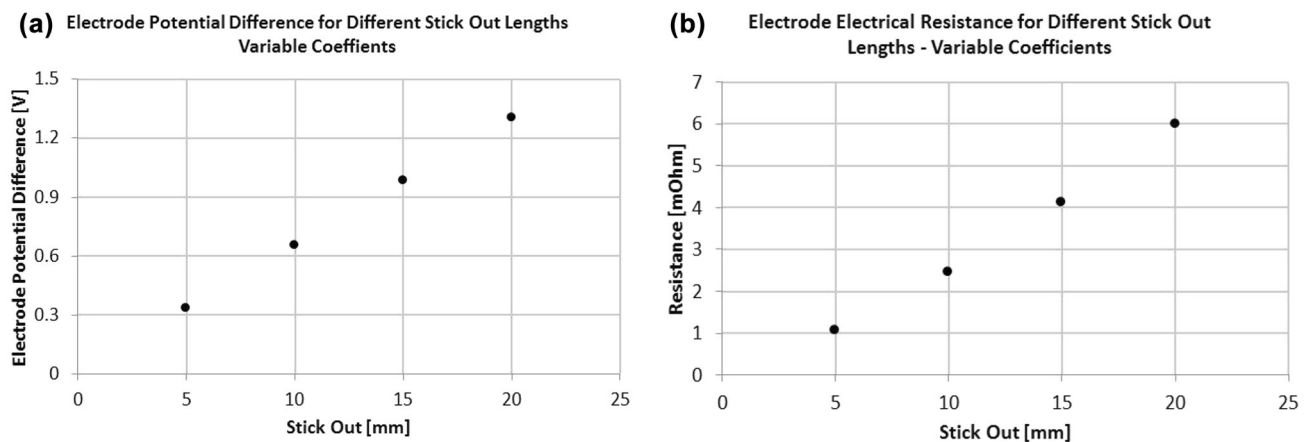 (a) Electrode Potential Difference for Different Stick Out Lengths
Variable Coeffients
Electrode Potential Difference [V]
1.5
1.2
0.9
0.6
0.3
0
0 5 10 15 20 25
Stick Out [mm]
(b) Electrode Electrical Resistance for Different Stick Out
Lengths - Variable Coefficients
Resistance [mOhm]
7
6
5
4
3
2
1
0
0 5 10 15 20 25
Stick Out [mm]